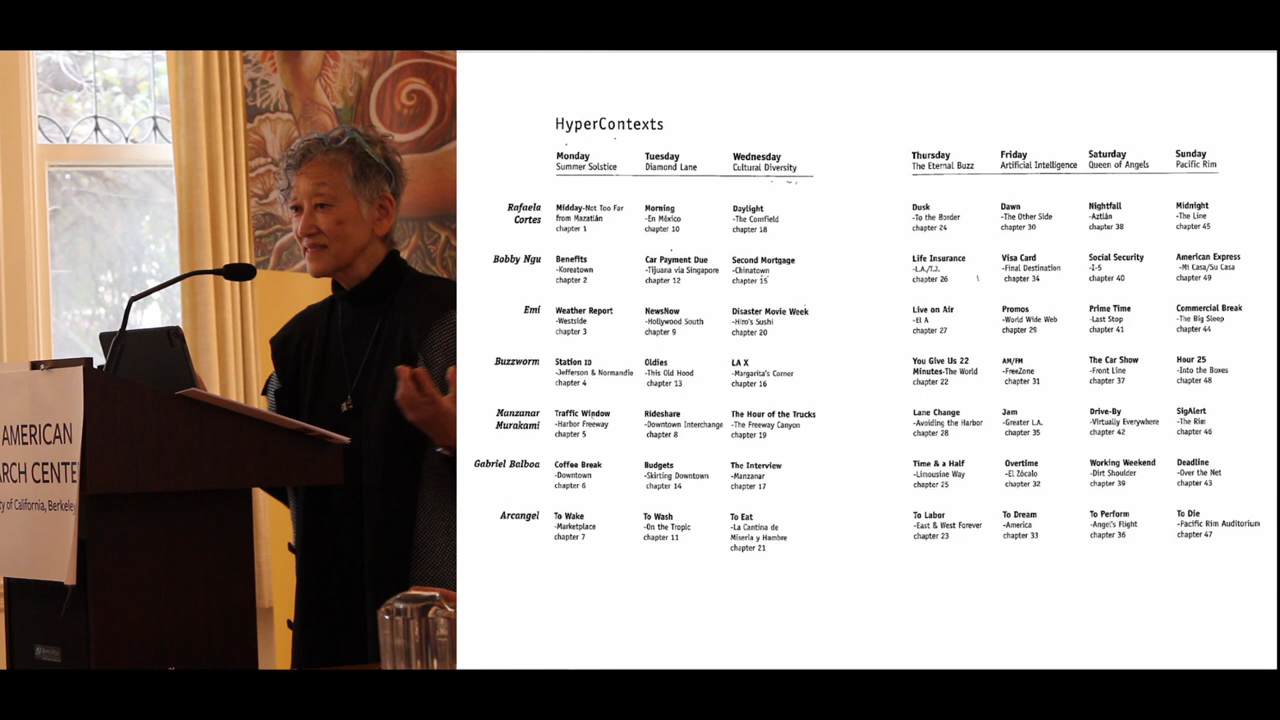 AMERICAN
ARCH CENTE
ty of California, Berkeley
HyperContexts
Monday Tuesday Wednesday Thursday Friday Saturday Sunday
Summer Solstice Diamond Lane Cultural Diversity The Eternal Buzz Artificial Intelligence Queen of Angels Pacific Rim
Rafaela Midday-Not Too Far Morning Daylight Dusk Dawn Nightfall Midnight
Cortes from Mazatlán -En México -The Cornfield -To the Border -The Other Side -Aztlán -The Line
chapter 1 chapter 10 chapter 18 chapter 24 chapter 30 chapter 38 chapter 45
Bobby Ngu Benefits Car Payment Due Second Mortgage Life Insurance Visa Card Social Security American Express
-Koreatown -Tijuana via Singapore -Chinatown -L.A./T.J. -Final Destination -I-5 -Mi Casa/Su Casa
chapter 2 chapter 12 chapter 15 chapter 26 chapter 34 chapter 40 chapter 49
Emi Weather Report NewsNow Disaster Movie Week Live on Air Promos Prime Time Commercial Break
-Westside -Hollywood South -Hiro's Sushi -El A -World Wide Web -Last Stop -The Big Sleep
chapter 3 chapter 9 chapter 20 chapter 27 chapter 29 chapter 41 chapter 44
Buzzworm Station ID Oldies LA X You Give Us 22 AM/FM The Car Show Hour 25
-Jefferson & Normandie -This Old Hood -Margarita's Corner Minutes-The World -FreeZone -Front Line -Into the Boxes
chapter 4 chapter 13 chapter 16 chapter 22 chapter 31 chapter 37 chapter 48
Manzanar Traffic Window Rideshare The Hour of the Trucks Lane Change Jam Drive-By SigAlert
Murakami -Harbor Freeway -Downtown Interchange -The Freeway Canyon -Avoiding the Harbor -Greater L.A. -Virtually Everywhere -The Rim
chapter 5 chapter 8 chapter 19 chapter 28 chapter 35 chapter 42 chapter 46
Gabriel Balboa Coffee Break Budgets The Interview Time & a Half Overtime Working Weekend Deadline
-Downtown -Skirting Downtown -Manzanar -Limousine Way -El Zócalo -Dirt Shoulder -Over the Net
chapter 6 chapter 14 chapter 17 chapter 25 chapter 32 chapter 39 chapter 43
Arcangel To Wake To Wash To Eat To Labor To Dream To Perform To Die
-Marketplace -On the Tropic -La Cantina de -East & West Forever -America -Angel's Flight -Pacific Rim Auditorium
chapter 7 chapter 11 Miseria y Hambre chapter 23 chapter 33 chapter 36 chapter 47
chapter 21